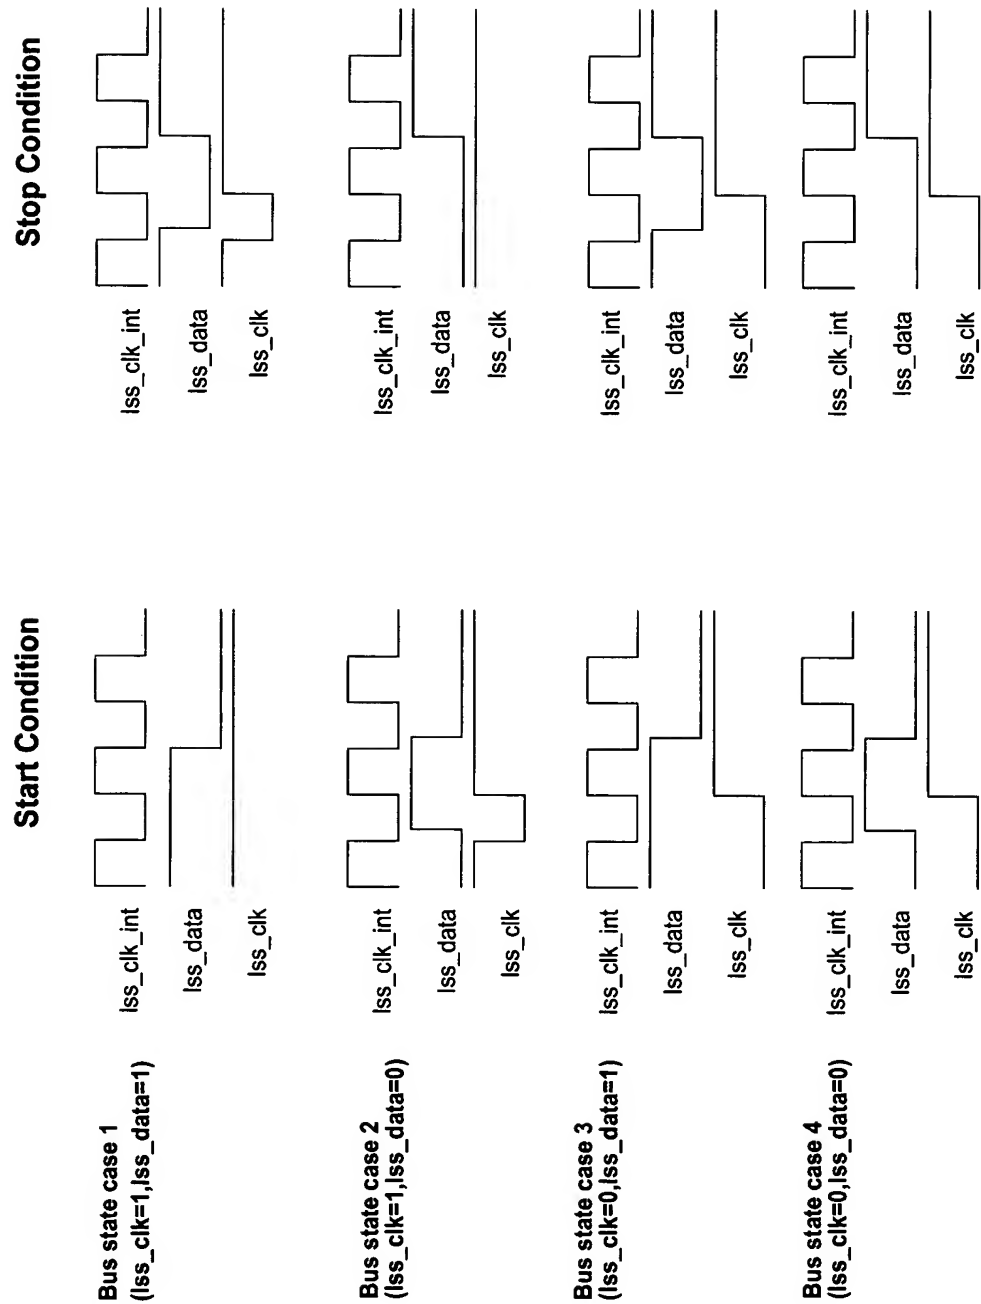 Start Condition
Stop Condition
Bus state case 1
(lss_clk=1,lss_data=1)
lss_clk_int
lss_data
lss_clk
lss_clk_int
lss_data
lss_clk
Bus state case 2
(lss_clk=1,lss_data=0)
lss_clk_int
lss_data
lss_clk
lss_clk_int
lss_data
lss_clk
Bus state case 3
(lss_clk=0,lss_data=1)
lss_clk_int
lss_data
lss_clk
lss_clk_int
lss_data
lss_clk
Bus state case 4
(lss_clk=0,lss_data=0)
lss_clk_int
lss_data
lss_clk
lss_clk_int
lss_data
lss_clk